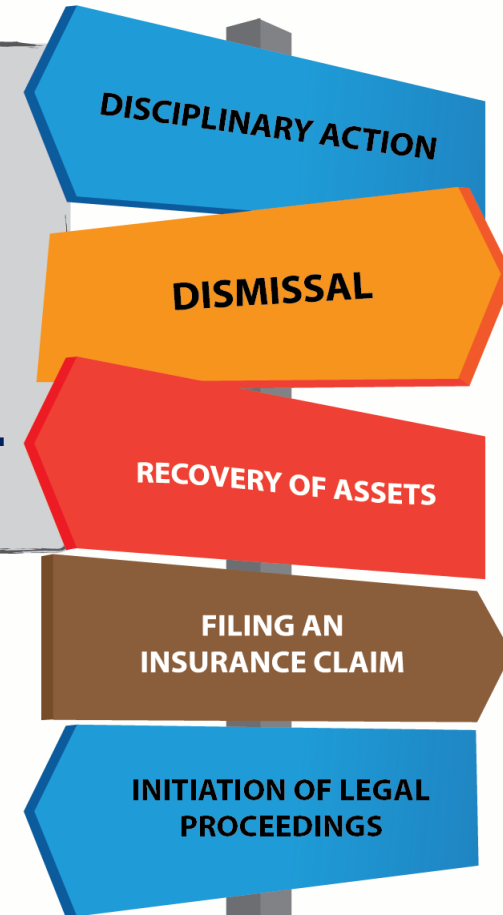 DISCIPLINARY ACTION
DISMISSAL
RECOVERY OF ASSETS
FILING AN
INSURANCE CLAIM
INITIATION OF LEGAL
PROCEEDINGS